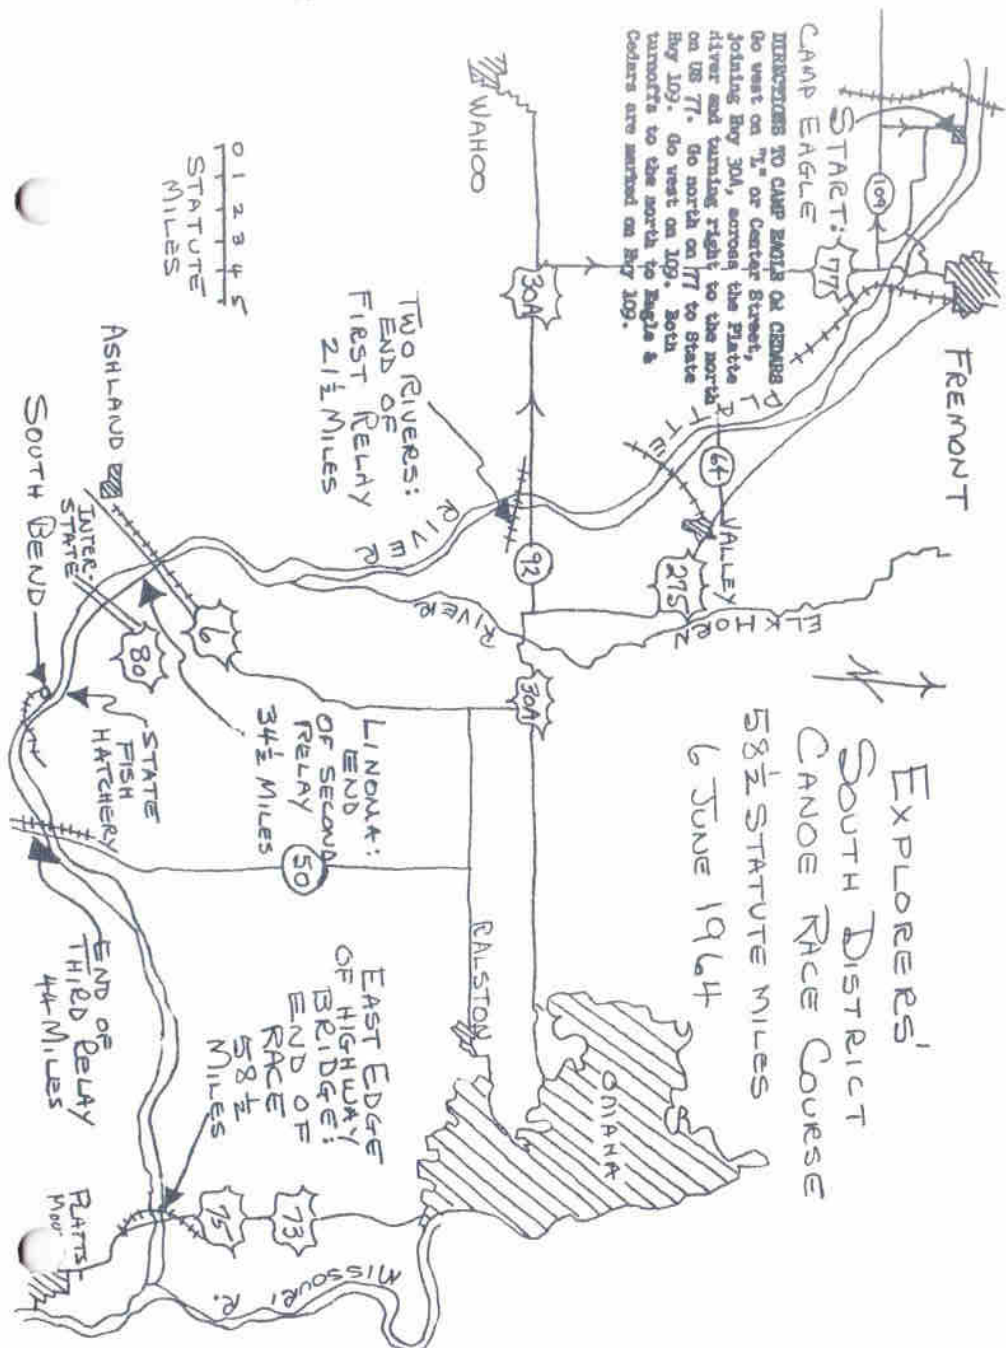 EXPLORERS'
SOUTH DISTRICT
CANOE RACE COURSE
58½ STATUTE MILES
6 JUNE 1964
FREMONT
START:
CAMP EAGLE
DIRECTIONS TO CAMP EAGLE OR CEDARS
Go west on "L" or Center Street,
joining Hwy 30A, across the Platte
river and turning right to the north
on US 77. Go north on 77 to State
Hwy 109. Go west on 109. Both
turnoffs to the north to Eagle &
Cedars are marked on Hwy 109.
109
77
PLATTE
RIVER
64
VALLEY
275
ELKHORN
RIVER
WAHOO
30A
92
30A
OMAHA
RALSTON
TWO RIVERS:
END OF
FIRST RELAY
21½ MILES
0 1 2 3 4 5
STATUTE
MILES
ASHLAND
6
LINOMA:
END
OF SECOND
RELAY
34½ MILES
INTER-
STATE
80
SOUTH BEND
STATE
FISH
HATCHERY
50
END OF
THIRD RELAY
44 MILES
EAST EDGE
OF HIGHWAY
BRIDGE:
END OF
RACE
58½
MILES
73
75
MISSOURI R.
PLATTS-